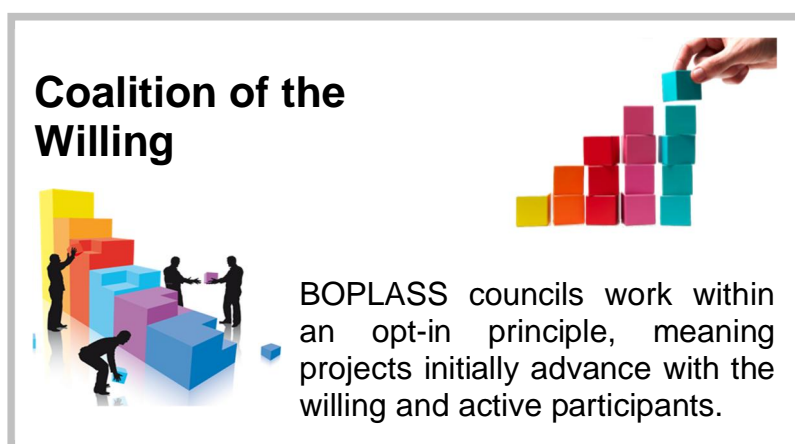 Coalition of the
Willing
BOPLASS councils work within
an opt-in principle, meaning
projects initially advance with the
willing and active participants.